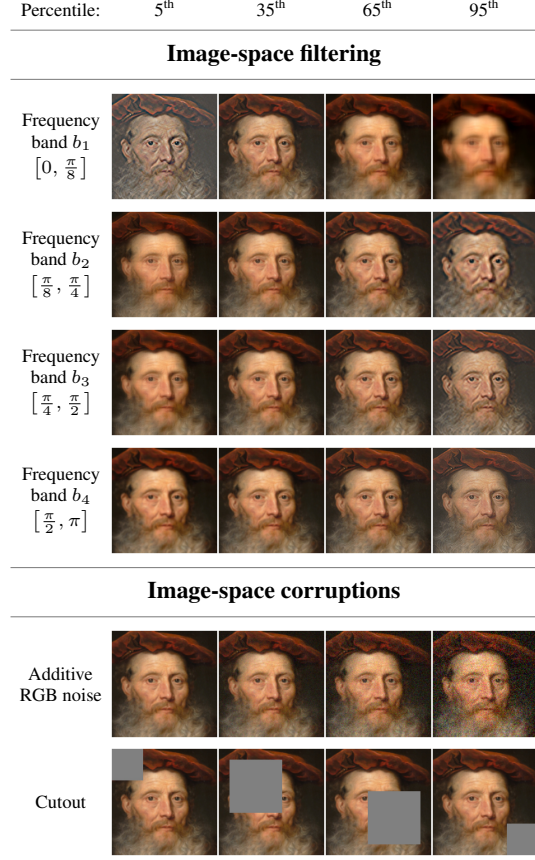 Percentile: 5th 35th 65th 95th
Image-space filtering
Frequency
band b₁
[0, π/8]
Frequency
band b₂
[π/8, π/4]
Frequency
band b₃
[π/4, π/2]
Frequency
band b₄
[π/2, π]
Image-space corruptions
Additive
RGB noise
Cutout